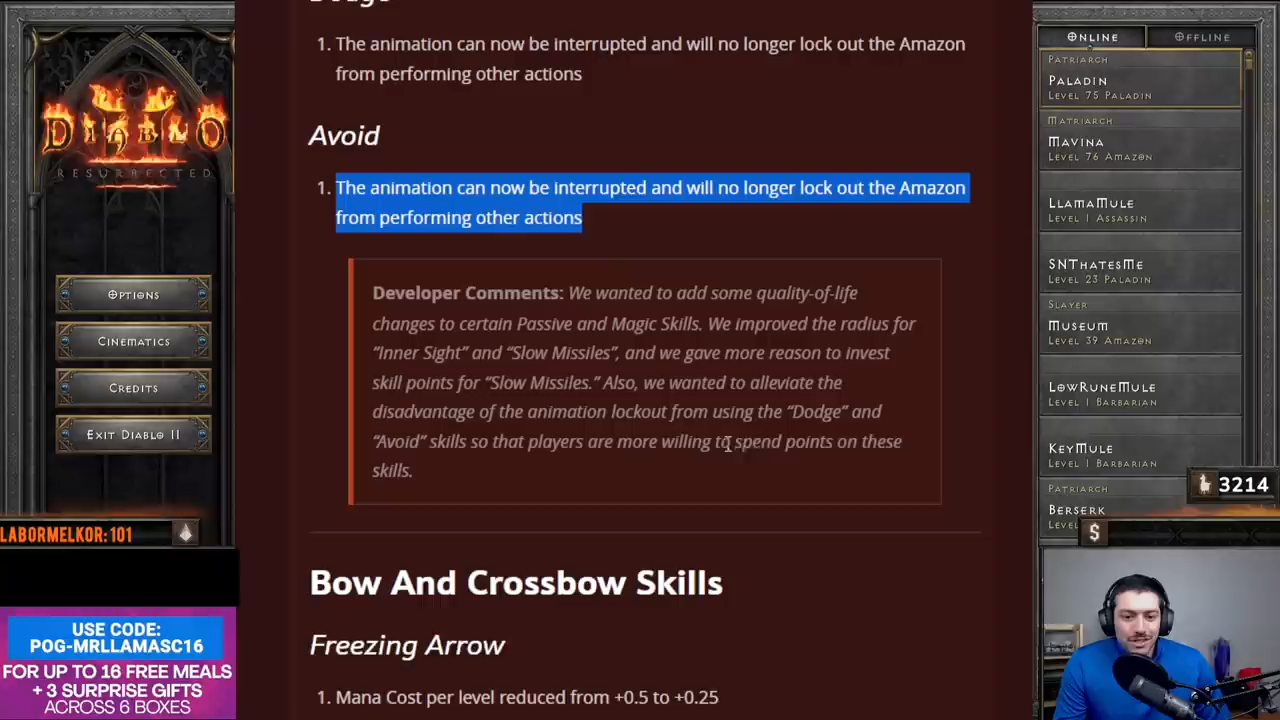 DIABLO
II
RESURRECTED
OPTIONS
CINEMATICS
CREDITS
EXIT DIABLO II
LABORMELKOR: 101
USE CODE:
POG-MRLLAMASC16
FOR UP TO 16 FREE MEALS
+ 3 SURPRISE GIFTS
ACROSS 6 BOXES
1. The animation can now be interrupted and will no longer lock out the Amazon
from performing other actions
Avoid
1. The animation can now be interrupted and will no longer lock out the Amazon
from performing other actions
Developer Comments: We wanted to add some quality-of-life
changes to certain Passive and Magic Skills. We improved the radius for
“Inner Sight” and “Slow Missiles”, and we gave more reason to invest
skill points for “Slow Missiles.” Also, we wanted to alleviate the
disadvantage of the animation lockout from using the “Dodge” and
“Avoid” skills so that players are more willing to spend points on these
skills.
Bow And Crossbow Skills
Freezing Arrow
1. Mana Cost per level reduced from +0.5 to +0.25
ONLINE
OFFLINE
PATRIARCH
PALADIN
LEVEL 75 PALADIN
MATRIARCH
MAVINA
LEVEL 76 AMAZON
LLAMAMULE
LEVEL 1 ASSASSIN
SNTHATESME
LEVEL 23 PALADIN
SLAYER
MUSEUM
LEVEL 39 AMAZON
LOWRUNEMULE
LEVEL 1 BARBARIAN
KEYMULE
LEVEL 1 BARBARIAN
PATRIARCH
BERSERK
LEVEL
3214
$